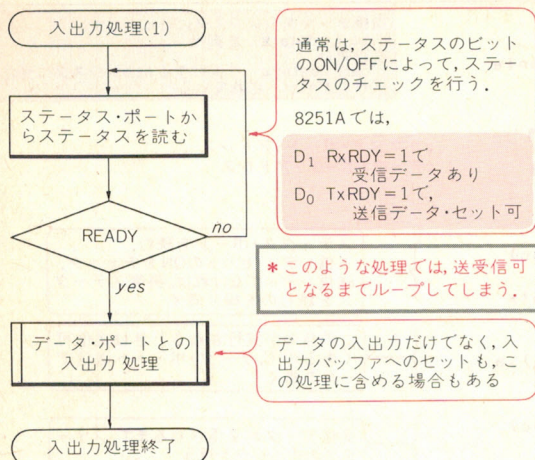 入出力処理(1)
ステータス・ポートか
らステータスを読む
READY
no
yes
データ・ポートとの
入出力処理
入出力処理終了
通常は，ステータスのビット
のON/OFFによって，ステー
タスのチェックを行う．
8251Aでは，
D₁ RxRDY＝1で
受信データあり
D₀ TxRDY＝1で，
送信データ・セット可
*このような処理では，送受信可
となるまでループしてしまう．
データの入出力だけでなく，入
出力バッファへのセットも，こ
の処理に含める場合もある